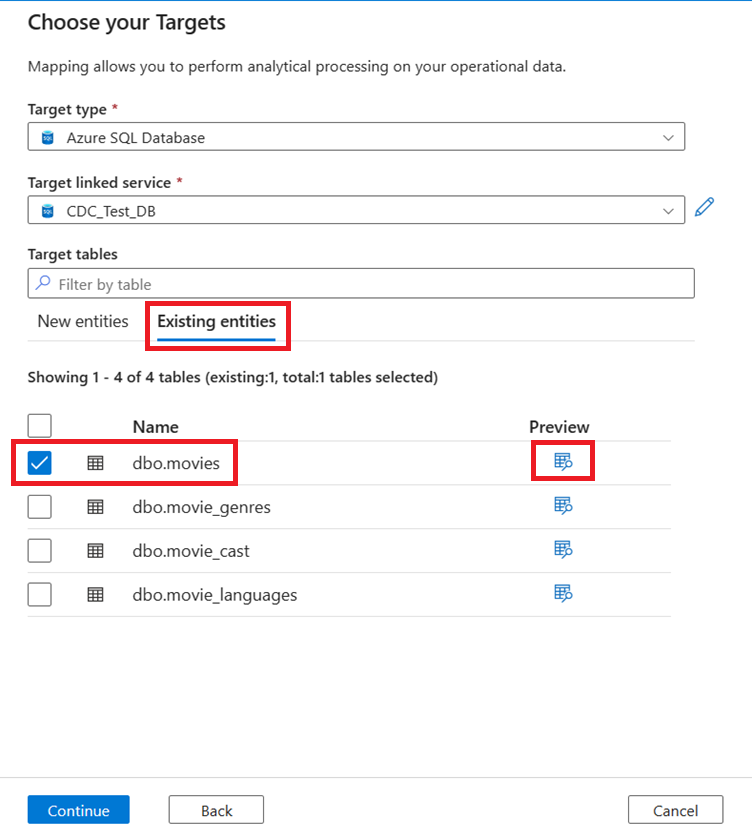 Choose your Targets
Mapping allows you to perform analytical processing on your operational data.
Target type *
Azure SQL Database
Target linked service *
CDC_Test_DB
Target tables
Filter by table
New entities Existing entities
Showing 1 - 4 of 4 tables (existing:1, total:1 tables selected)
Name Preview
dbo.movies
dbo.movie_genres
dbo.movie_cast
dbo.movie_languages
Continue Back Cancel